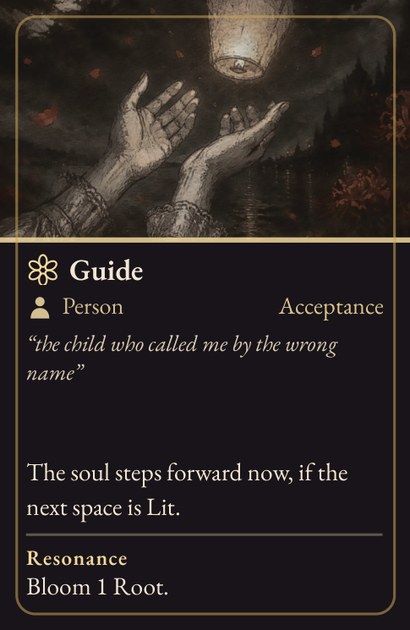 Guide
Person Acceptance
“the child who called me by the wrong
name”
The soul steps forward now, if the
next space is Lit.
Resonance
Bloom 1 Root.